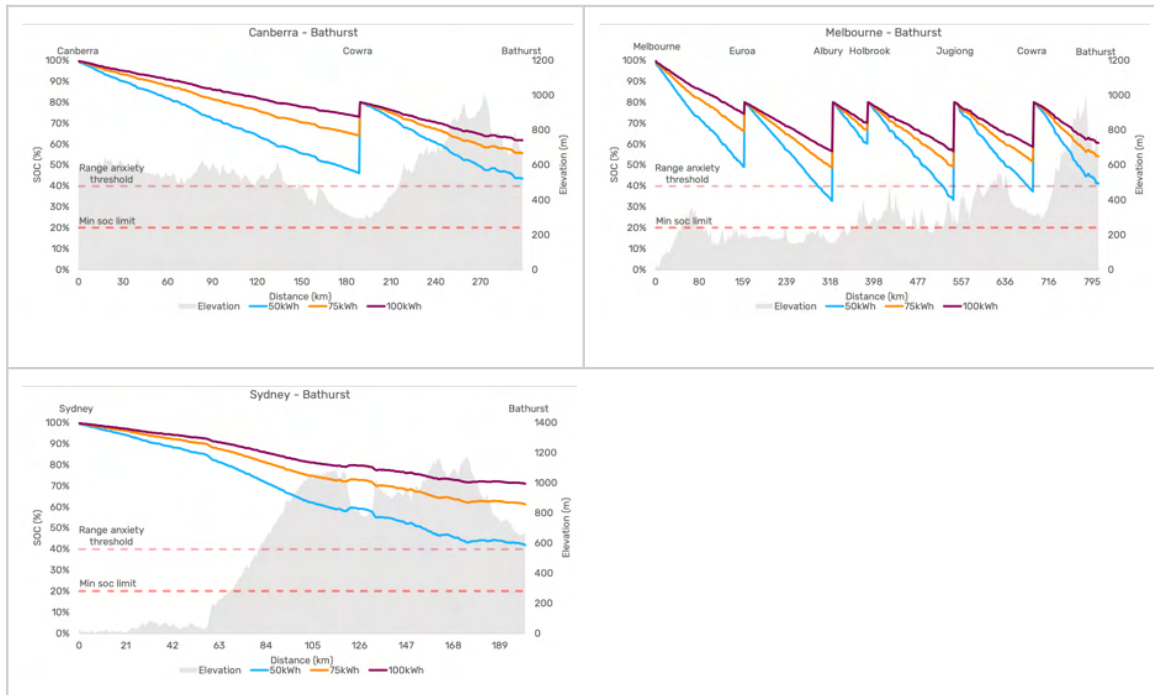 Canberra - Bathurst
Canberra Cowra Bathurst
100% 1200
90%
80% 1000
70% 800
60%
50% 600
Range anxiety
threshold
40% 400
30%
Min soc limit
20% 200
10%
0% 0
SOC (%)
Elevation (m)
0 30 60 90 120 150 180 210 240 270
Distance (km)
Elevation 50kWh 75kWh 100kWh
Melbourne - Bathurst
Melbourne Euroa Albury Holbrook Jugiong Cowra Bathurst
100% 1200
90%
80% 1000
70% 800
60%
50% 600
Range anxiety
threshold
40% 400
30%
Min soc limit
20% 200
10%
0% 0
SOC (%)
Elevation (m)
0 80 159 239 318 398 477 557 636 716 795
Distance (km)
Elevation 50kWh 75kWh 100kWh
Sydney - Bathurst
Sydney Bathurst
100% 1400
90% 1200
80%
70% 1000
60% 800
50%
Range anxiety
threshold
40% 600
30% 400
Min soc limit
20%
10% 200
0% 0
SOC (%)
Elevation (m)
0 21 42 63 84 105 126 147 168 189
Distance (km)
Elevation 50kWh 75kWh 100kWh